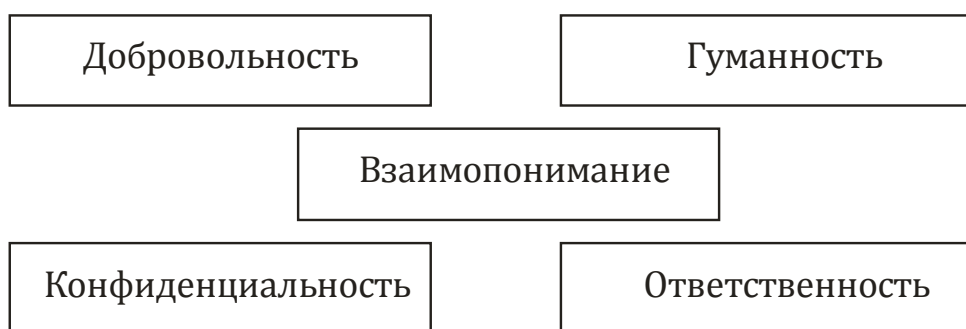 Добровольность
Гуманность
Взаимопонимание
Конфиденциальность
Ответственность